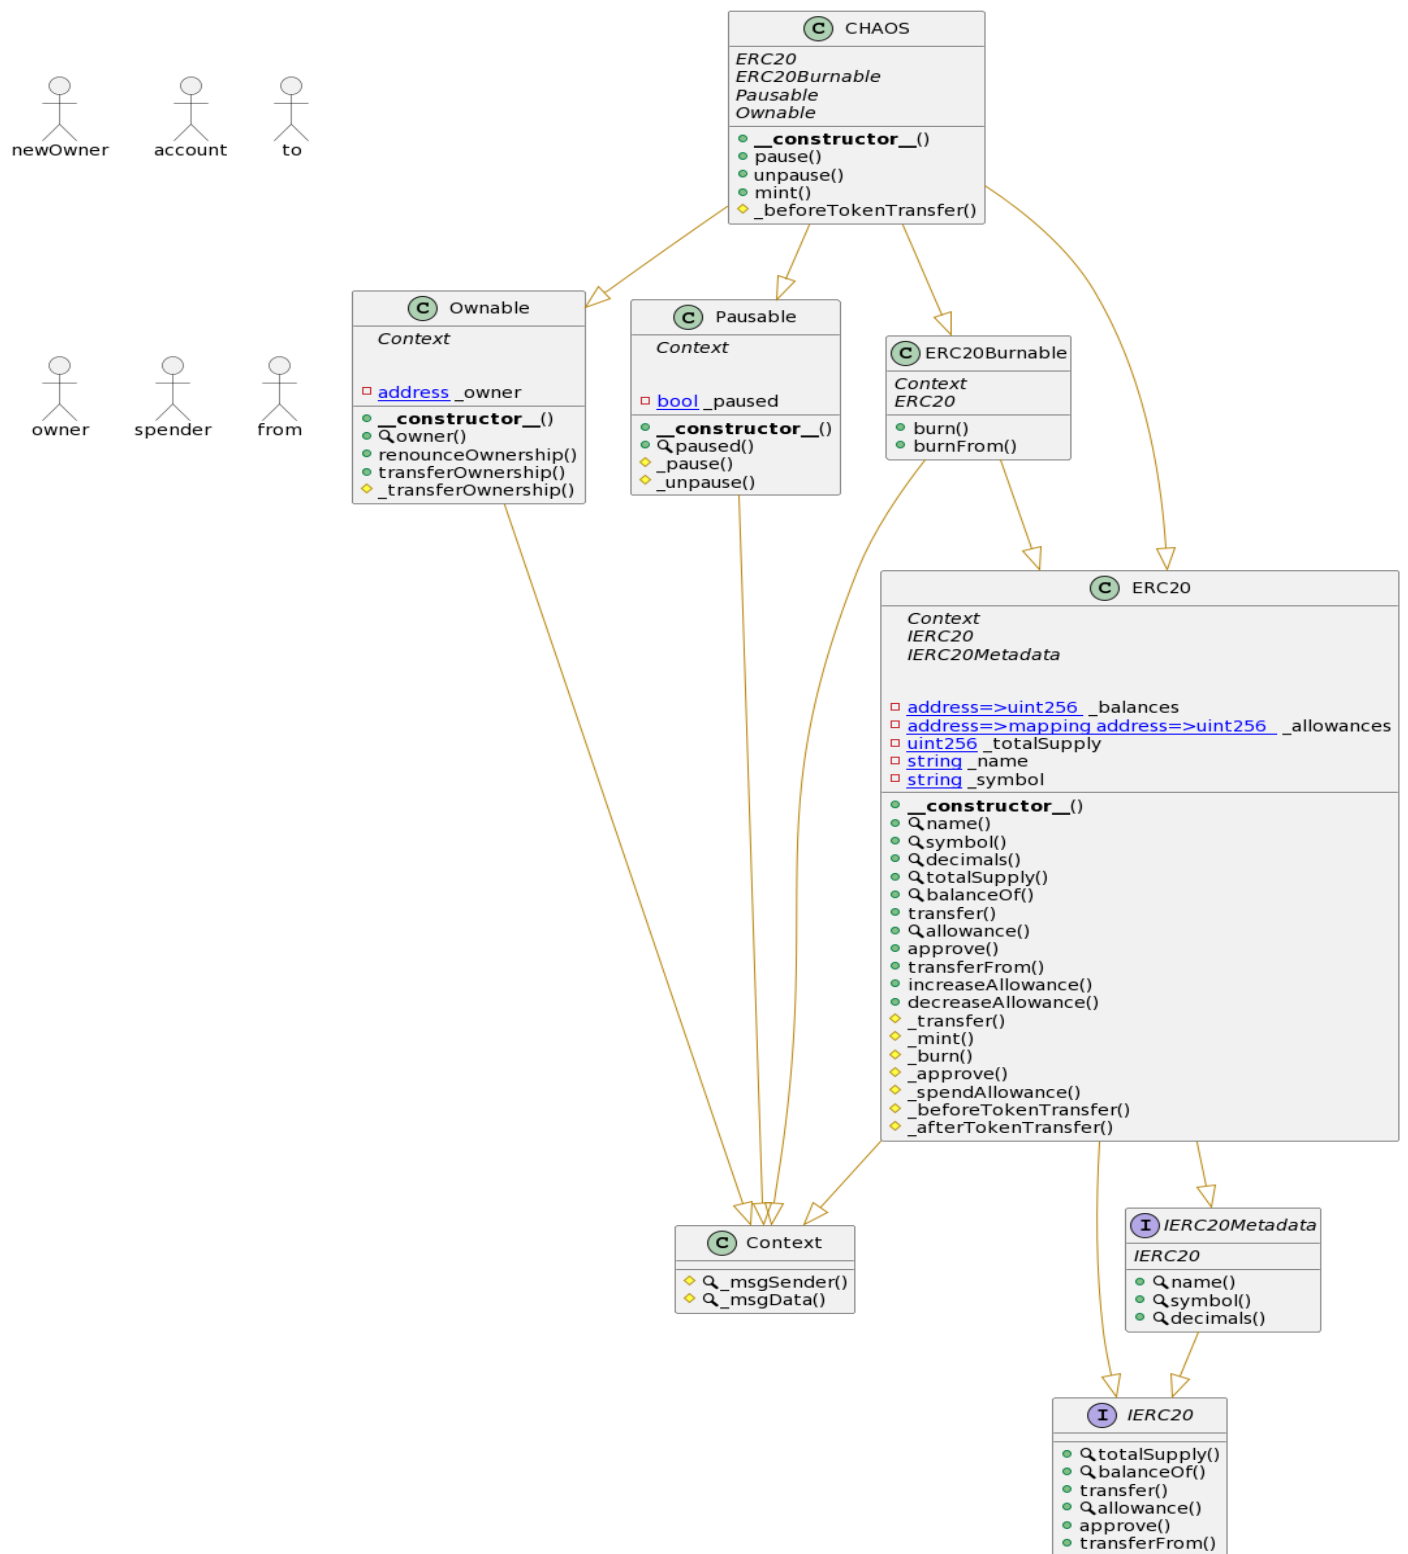 C CHAOS
ERC20
ERC20Burnable
Pausable
Ownable
__constructor__()
pause()
unpause()
mint()
_beforeTokenTransfer()
newOwner
account
to
C Ownable
Context
address _owner
__constructor__()
owner()
renounceOwnership()
transferOwnership()
_transferOwnership()
C Pausable
Context
bool _paused
__constructor__()
paused()
_pause()
_unpause()
C ERC20Burnable
Context
ERC20
burn()
burnFrom()
owner
spender
from
C ERC20
Context
IERC20
IERC20Metadata
address=>uint256 _balances
address=>mapping address=>uint256 _allowances
uint256 _totalSupply
string _name
string _symbol
__constructor__()
name()
symbol()
decimals()
totalSupply()
balanceOf()
transfer()
allowance()
approve()
transferFrom()
increaseAllowance()
decreaseAllowance()
_transfer()
_mint()
_burn()
_approve()
_spendAllowance()
_beforeTokenTransfer()
_afterTokenTransfer()
C Context
_msgSender()
_msgData()
I IERC20Metadata
IERC20
name()
symbol()
decimals()
I IERC20
totalSupply()
balanceOf()
transfer()
allowance()
approve()
transferFrom()